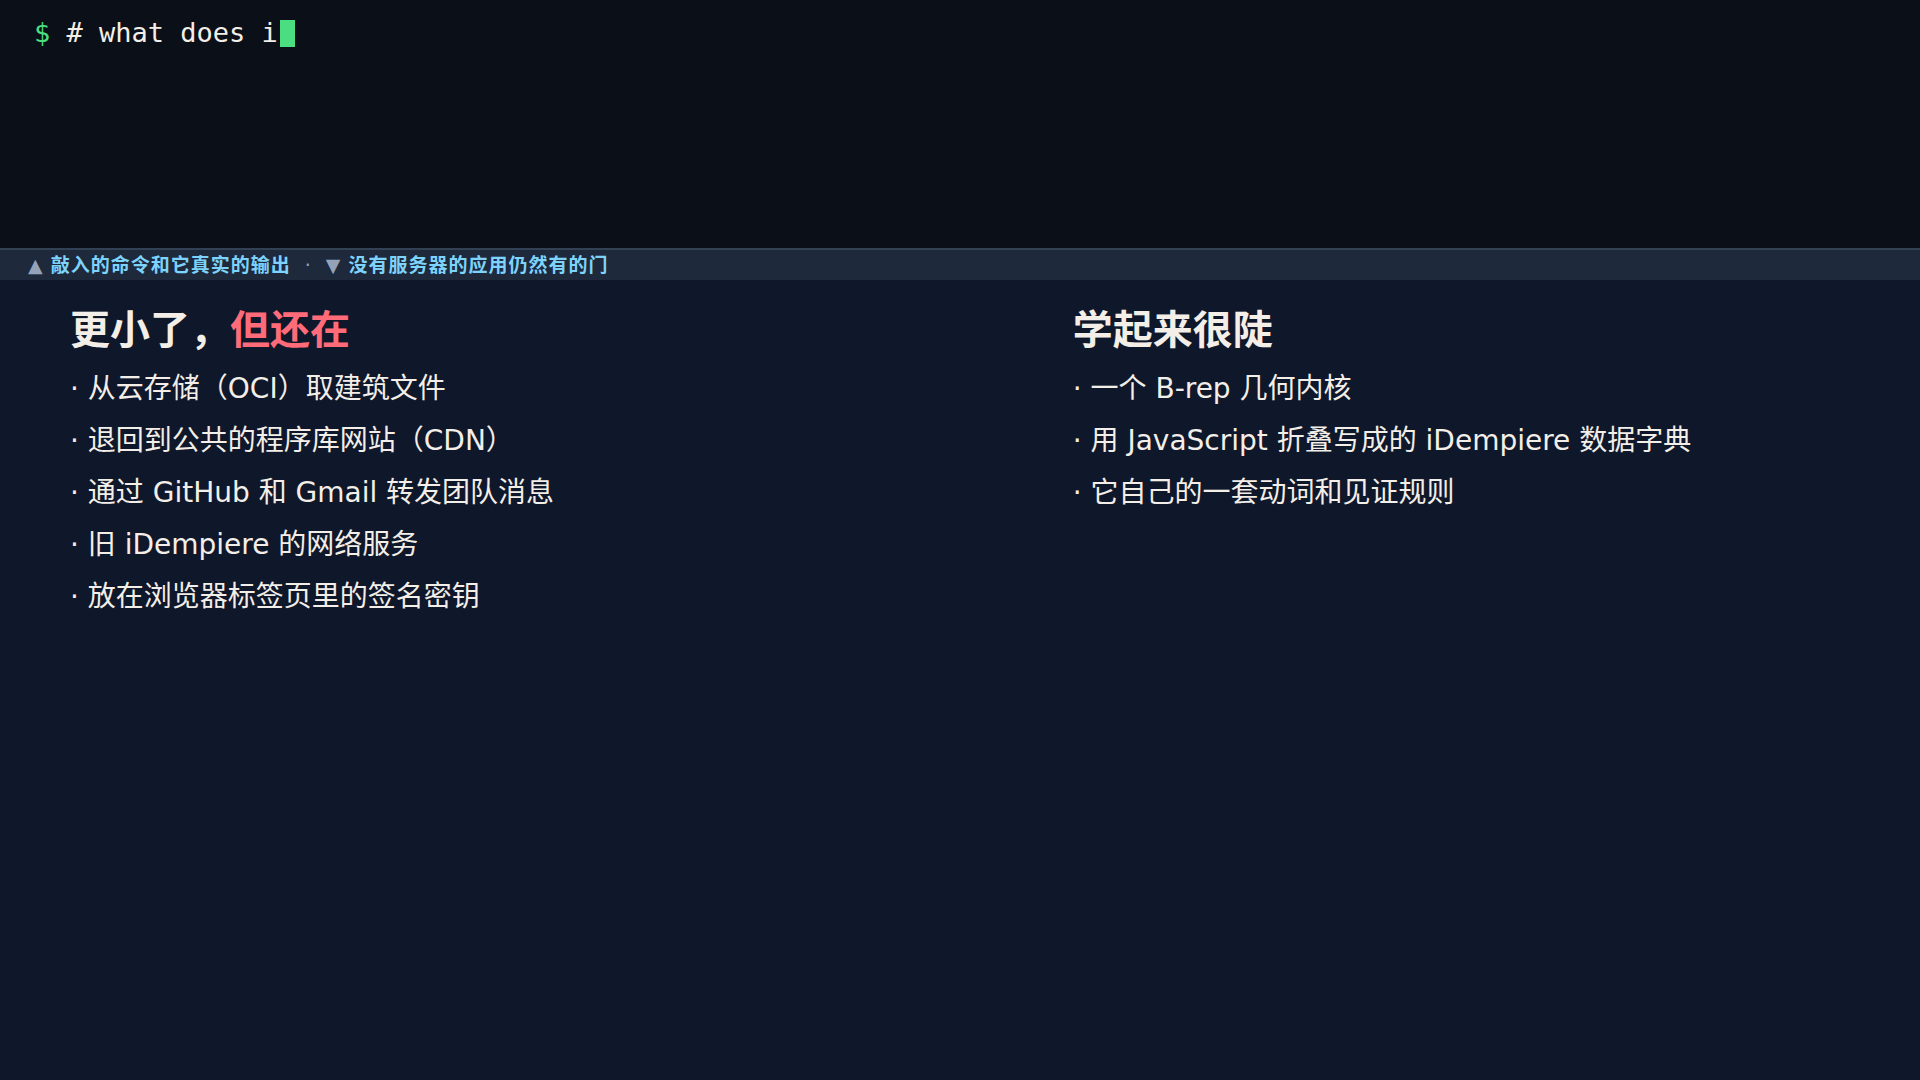 $ # what does i
▲ 敲入的命令和它真实的输出 · ▼ 没有服务器的应用仍然有的门
更小了，但还在
· 从云存储（OCI）取建筑文件
· 退回到公共的程序库网站（CDN）
· 通过 GitHub 和 Gmail 转发团队消息
· 旧 iDempiere 的网络服务
· 放在浏览器标签页里的签名密钥
学起来很陡
· 一个 B-rep 几何内核
· 用 JavaScript 折叠写成的 iDempiere 数据字典
· 它自己的一套动词和见证规则